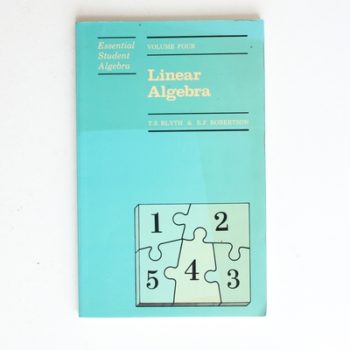 Essential
Student
Algebra
VOLUME FOUR
Linear
Algebra
T.S. BLYTH & E.F. ROBERTSON
1 2
5 4 3